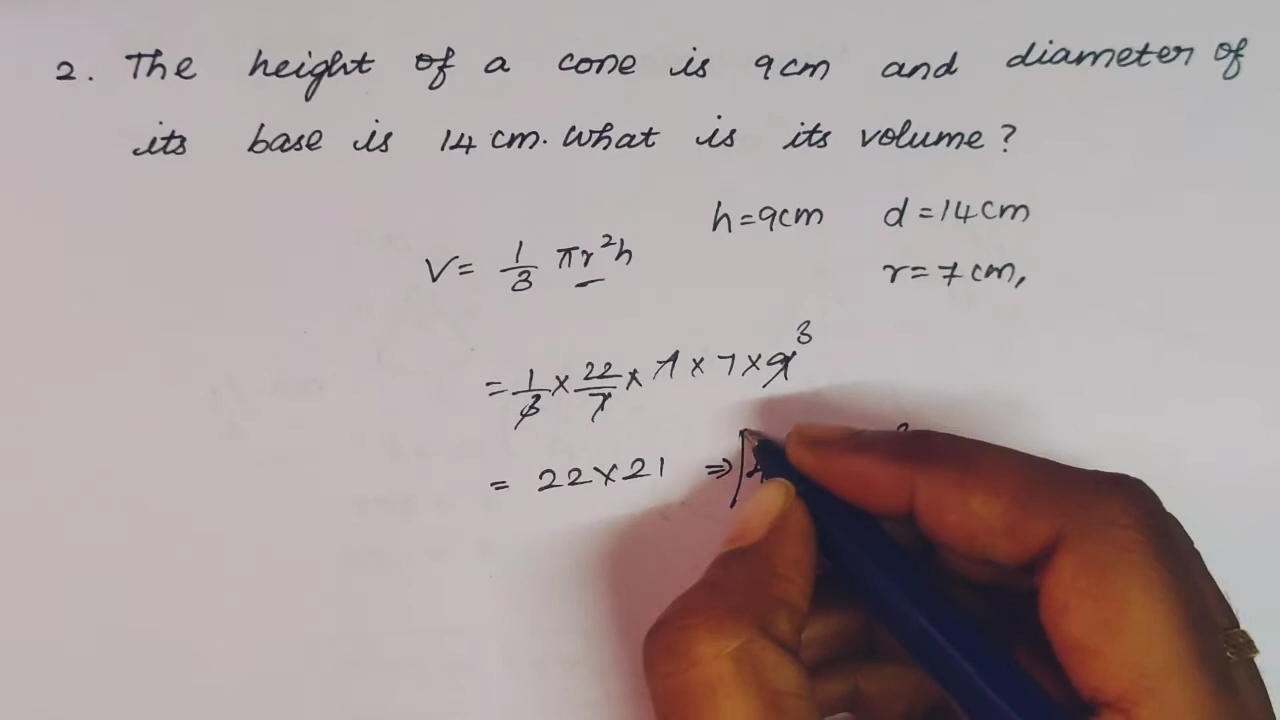 2. The height of a cone is 9cm and diameter of
its base is 14 cm. What is its volume?
h=9cm d=14cm
V= 1/3 πr²h
r=7cm,
= 1/3 × 22/7 × 7 × 7 × 9 3
= 22×21 ⇒